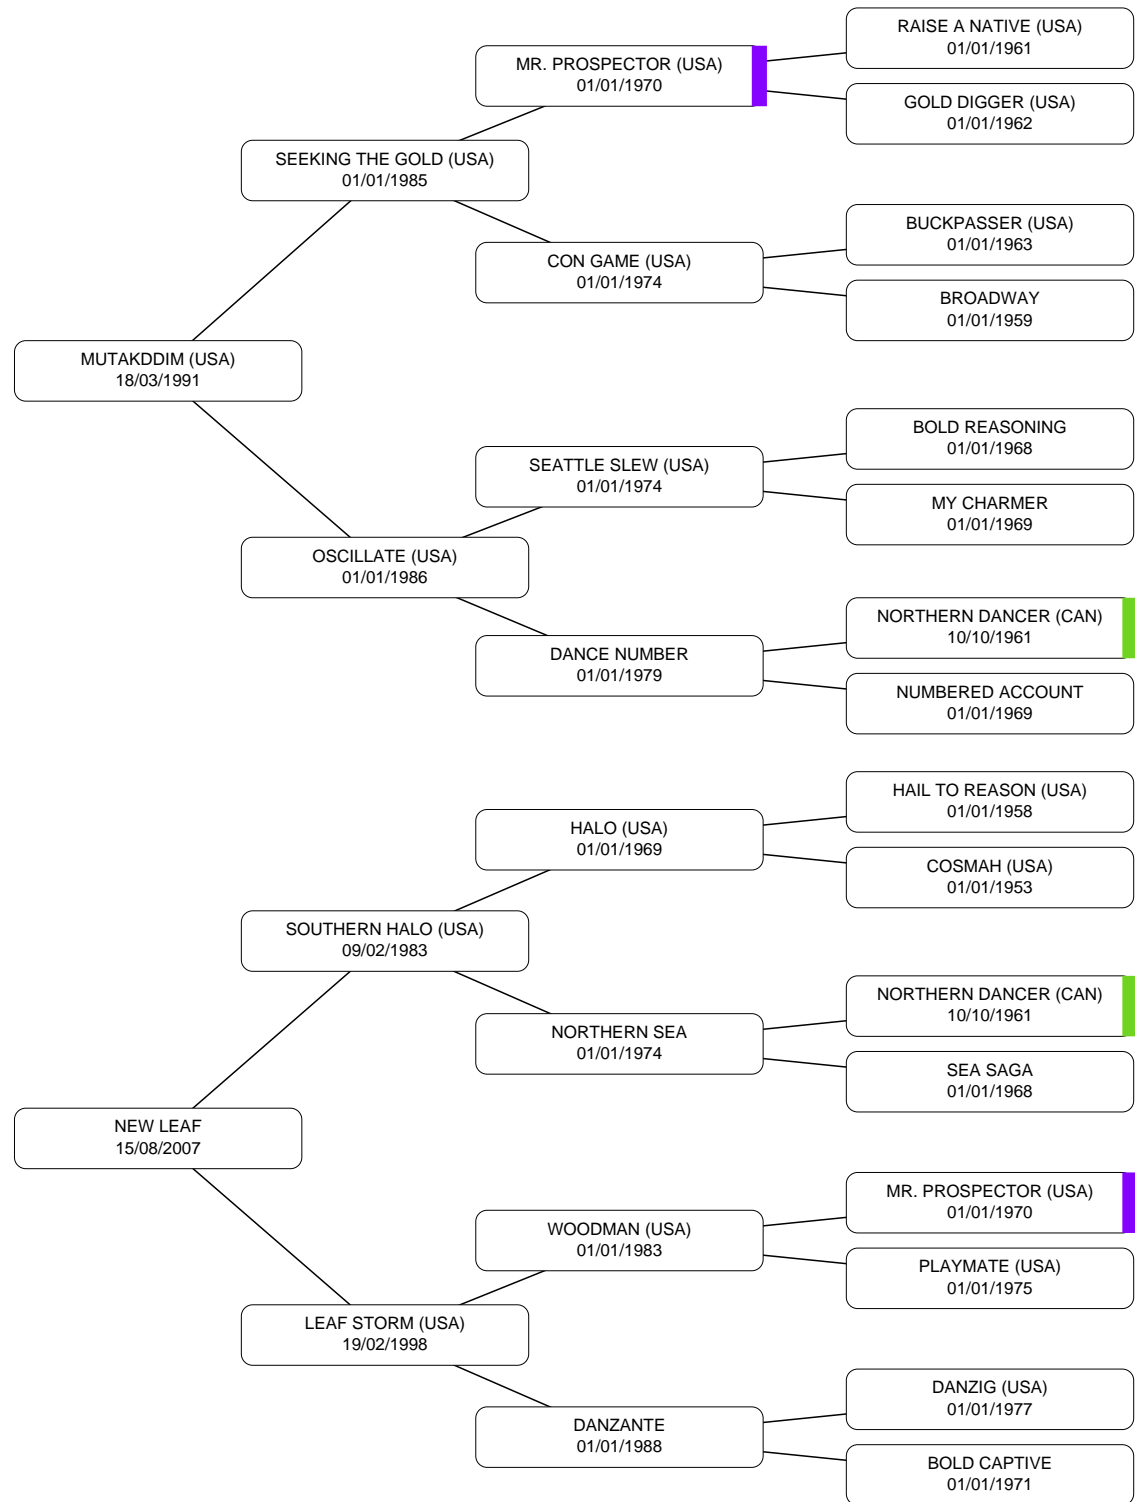 RAISE A NATIVE (USA)
01/01/1961
MR. PROSPECTOR (USA)
01/01/1970
GOLD DIGGER (USA)
01/01/1962
SEEKING THE GOLD (USA)
01/01/1985
BUCKPASSER (USA)
01/01/1963
CON GAME (USA)
01/01/1974
BROADWAY
01/01/1959
MUTAKDDIM (USA)
18/03/1991
BOLD REASONING
01/01/1968
SEATTLE SLEW (USA)
01/01/1974
MY CHARMER
01/01/1969
OSCILLATE (USA)
01/01/1986
NORTHERN DANCER (CAN)
10/10/1961
DANCE NUMBER
01/01/1979
NUMBERED ACCOUNT
01/01/1969
HAIL TO REASON (USA)
01/01/1958
HALO (USA)
01/01/1969
COSMAH (USA)
01/01/1953
SOUTHERN HALO (USA)
09/02/1983
NORTHERN DANCER (CAN)
10/10/1961
NORTHERN SEA
01/01/1974
SEA SAGA
01/01/1968
NEW LEAF
15/08/2007
MR. PROSPECTOR (USA)
01/01/1970
WOODMAN (USA)
01/01/1983
PLAYMATE (USA)
01/01/1975
LEAF STORM (USA)
19/02/1998
DANZIG (USA)
01/01/1977
DANZANTE
01/01/1988
BOLD CAPTIVE
01/01/1971